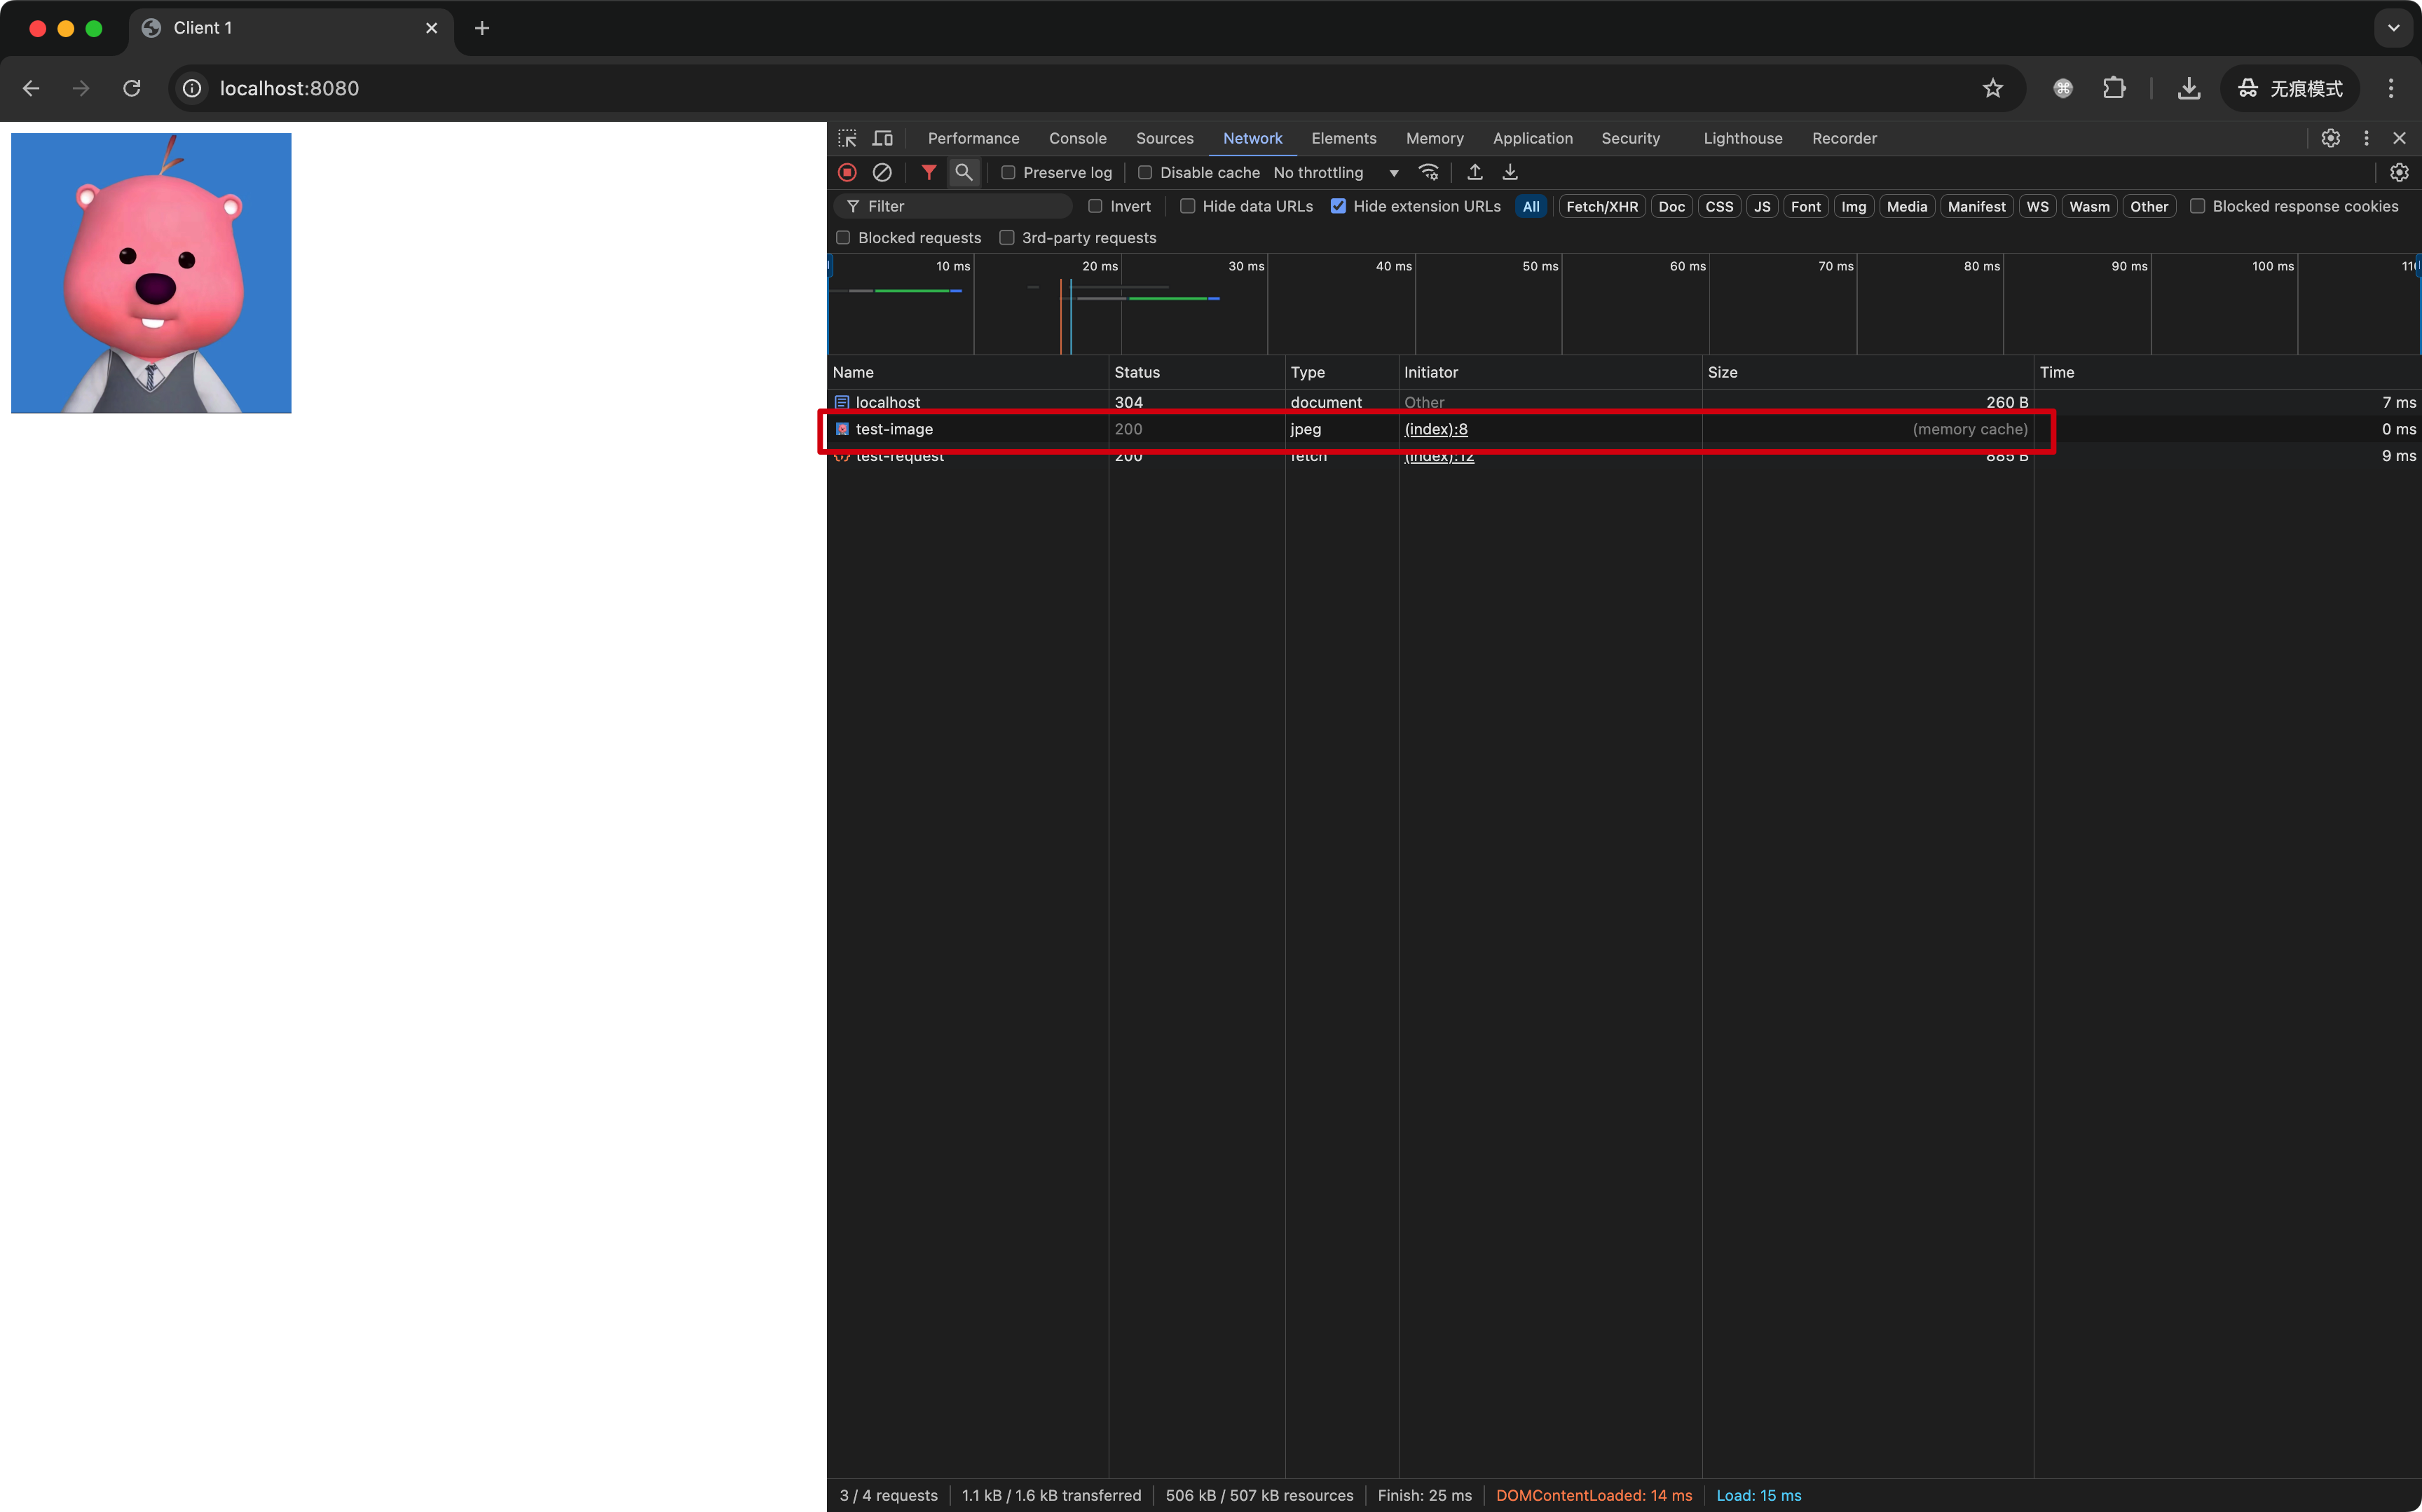 Client 1
localhost:8080
无痕模式
Performance Console Sources Network Elements Memory Application Security Lighthouse Recorder
Preserve log Disable cache No throttling
Filter Invert Hide data URLs Hide extension URLs All Fetch/XHR Doc CSS JS Font Img Media Manifest WS Wasm Other Blocked response cookies
Blocked requests 3rd-party requests
10 ms 20 ms 30 ms 40 ms 50 ms 60 ms 70 ms 80 ms 90 ms 100 ms
Name Status Type Initiator Size Time
localhost 304 document Other 260 B 7 ms
test-image 200 jpeg (index):8 (memory cache) 0 ms
test-request 200 fetch (index):12 885 B 9 ms
3 / 4 requests 1.1 kB / 1.6 kB transferred 506 kB / 507 kB resources Finish: 25 ms DOMContentLoaded: 14 ms Load: 15 ms